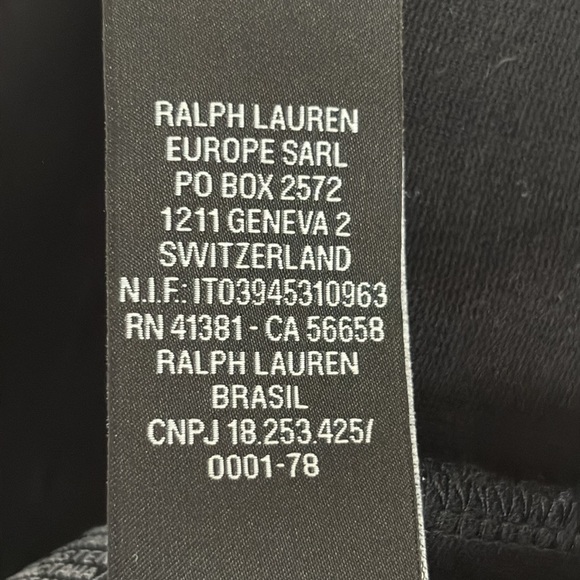 RALPH LAUREN
EUROPE SARL
PO BOX 2572
1211 GENEVA 2
SWITZERLAND
N.I.F.: IT03945310963
RN 41381 - CA 56658
RALPH LAUREN
BRASIL
CNPJ 18.253.425/
0001-78